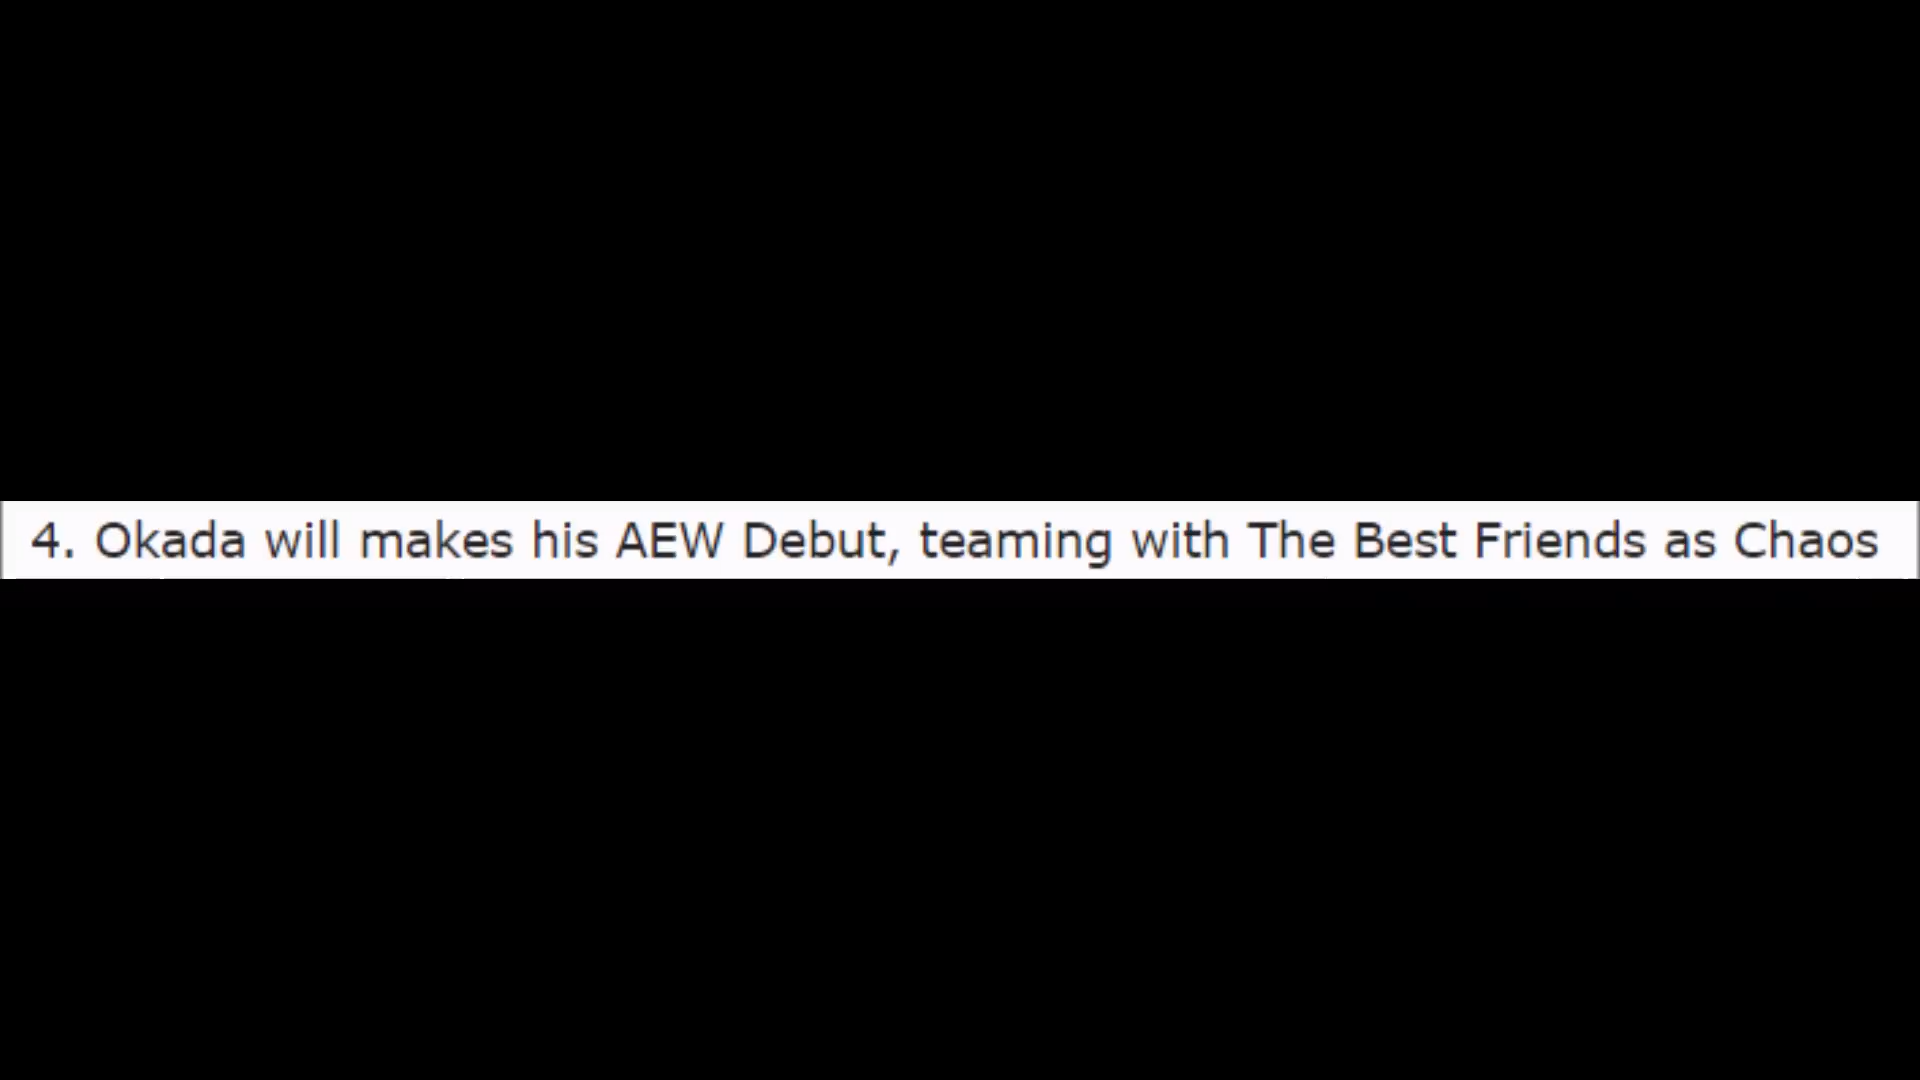 4. Okada will makes his AEW Debut, teaming with The Best Friends as Chaos